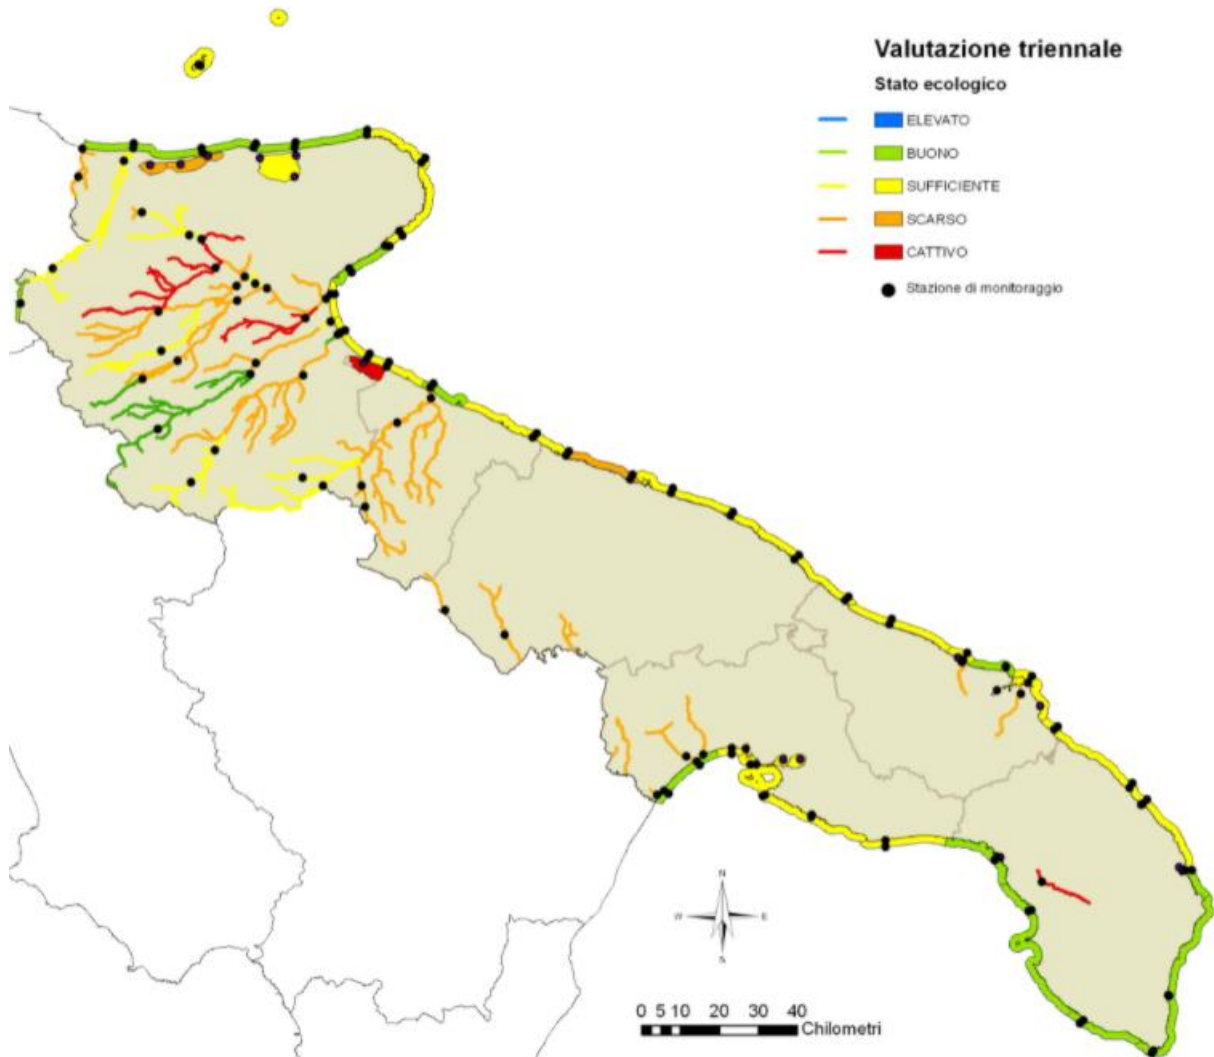 Valutazione triennale
Stato ecologico
ELEVATO
BUONO
SUFFICIENTE
SCARSO
CATTIVO
Stazione di monitoraggio
N
W E
S
0 5 10 20 30 40
Chilometri